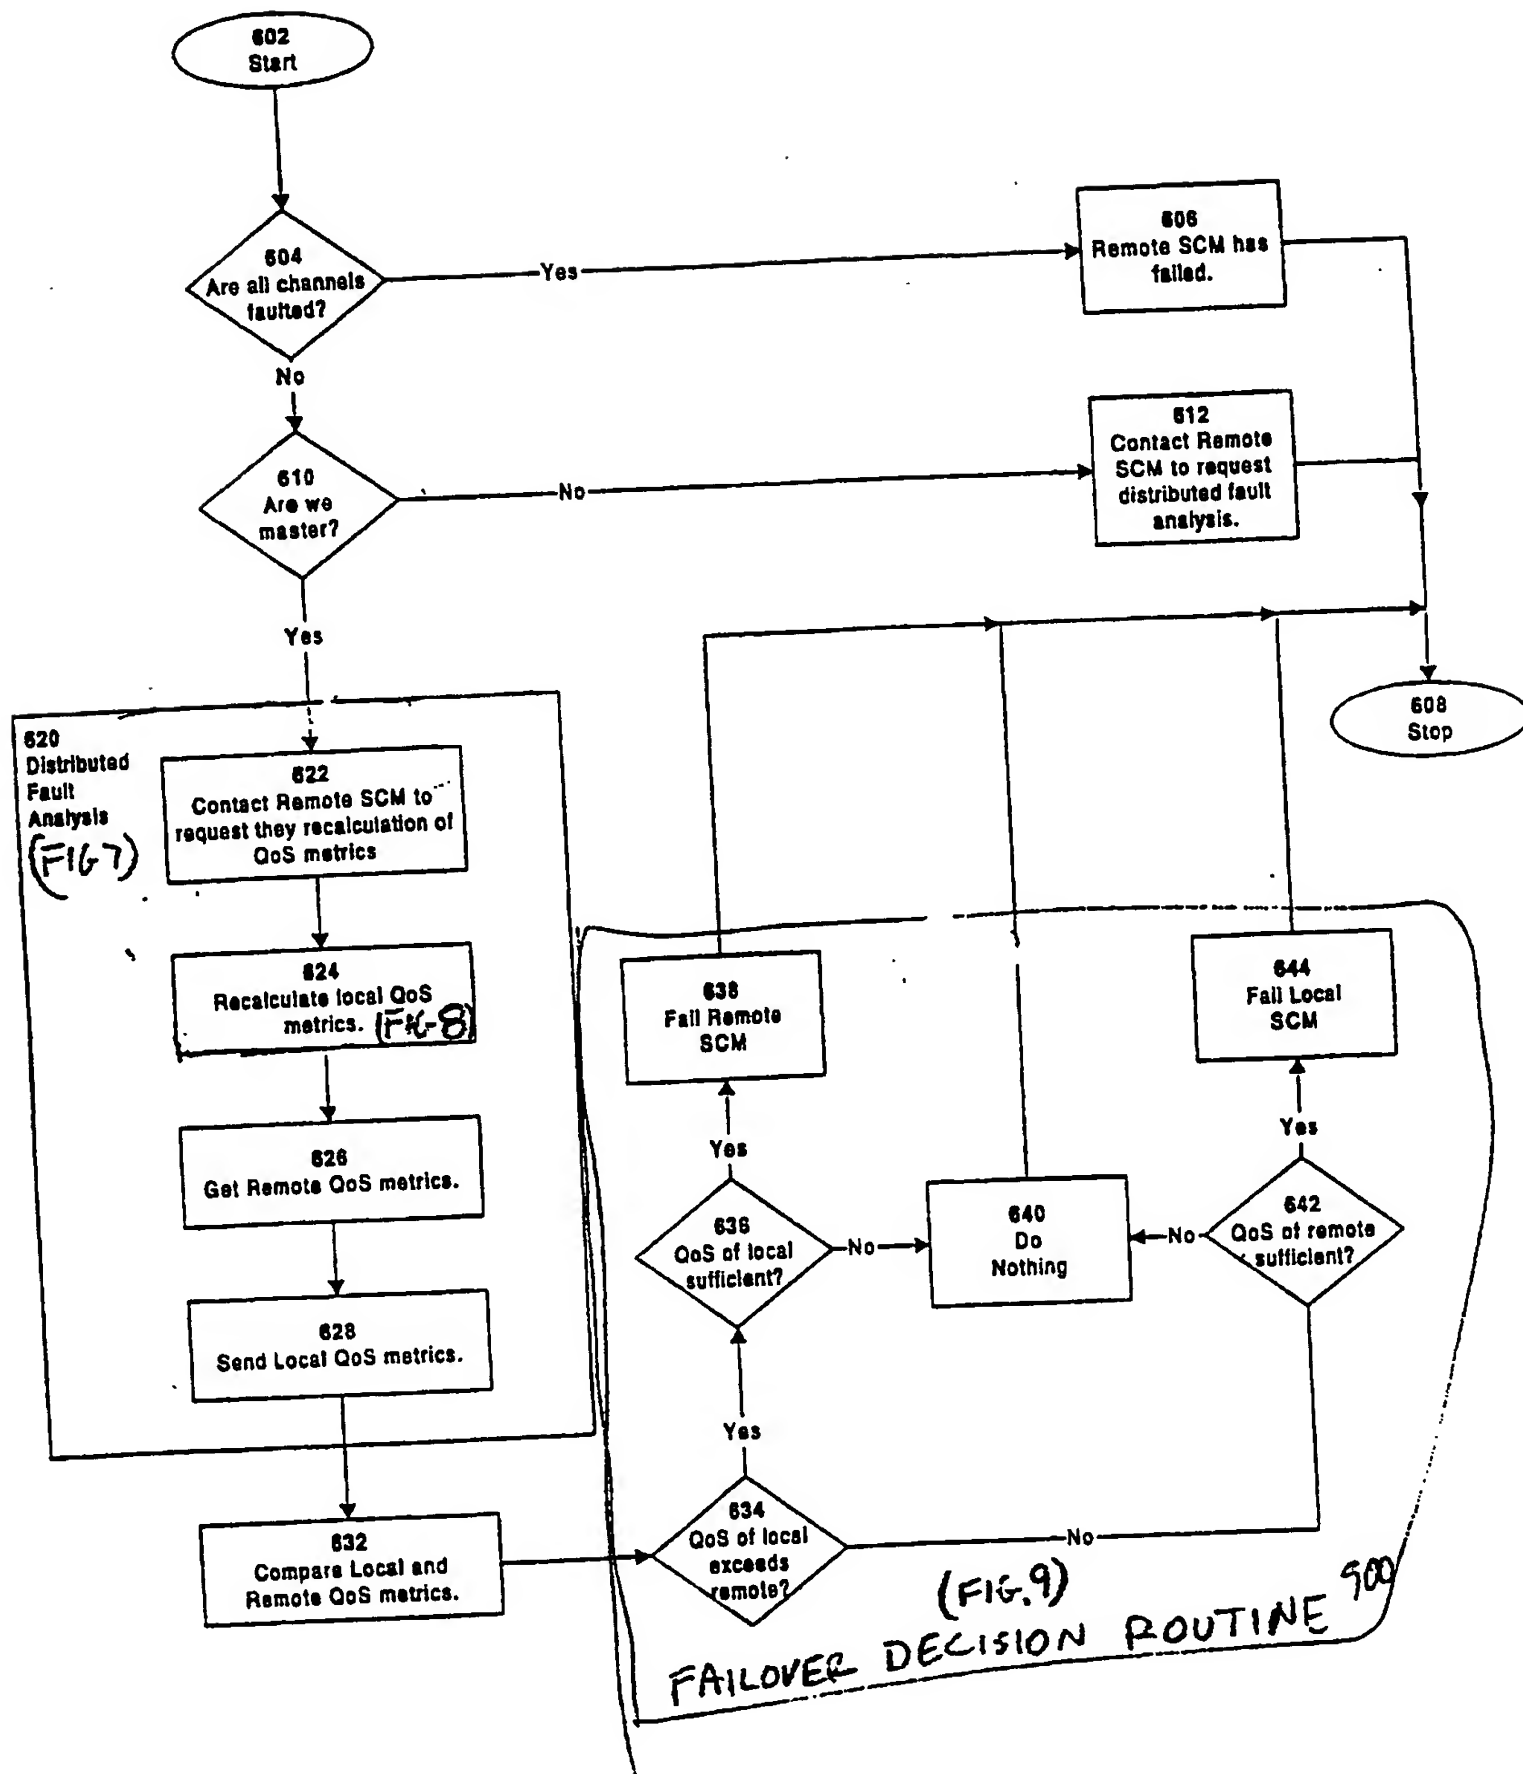 602
Start
604
Are all channels
faulted?
Yes
606
Remote SCM has
failed.
No
610
Are we
master?
No
612
Contact Remote
SCM to request
distributed fault
analysis.
Yes
608
Stop
620
Distributed
Fault
Analysis
(FIG 7)
622
Contact Remote SCM to
request they recalculation of
QoS metrics
624
Recalculate local QoS
metrics. (FIG-8)
626
Get Remote QoS metrics.
628
Send Local QoS metrics.
632
Compare Local and
Remote QoS metrics.
634
QoS of local
exceeds
remote?
Yes
No
636
QoS of local
sufficient?
Yes
No
638
Fail Remote
SCM
640
Do
Nothing
642
QoS of remote
sufficient?
No
Yes
644
Fail Local
SCM
(FIG. 9)
FAILOVER DECISION ROUTINE 900